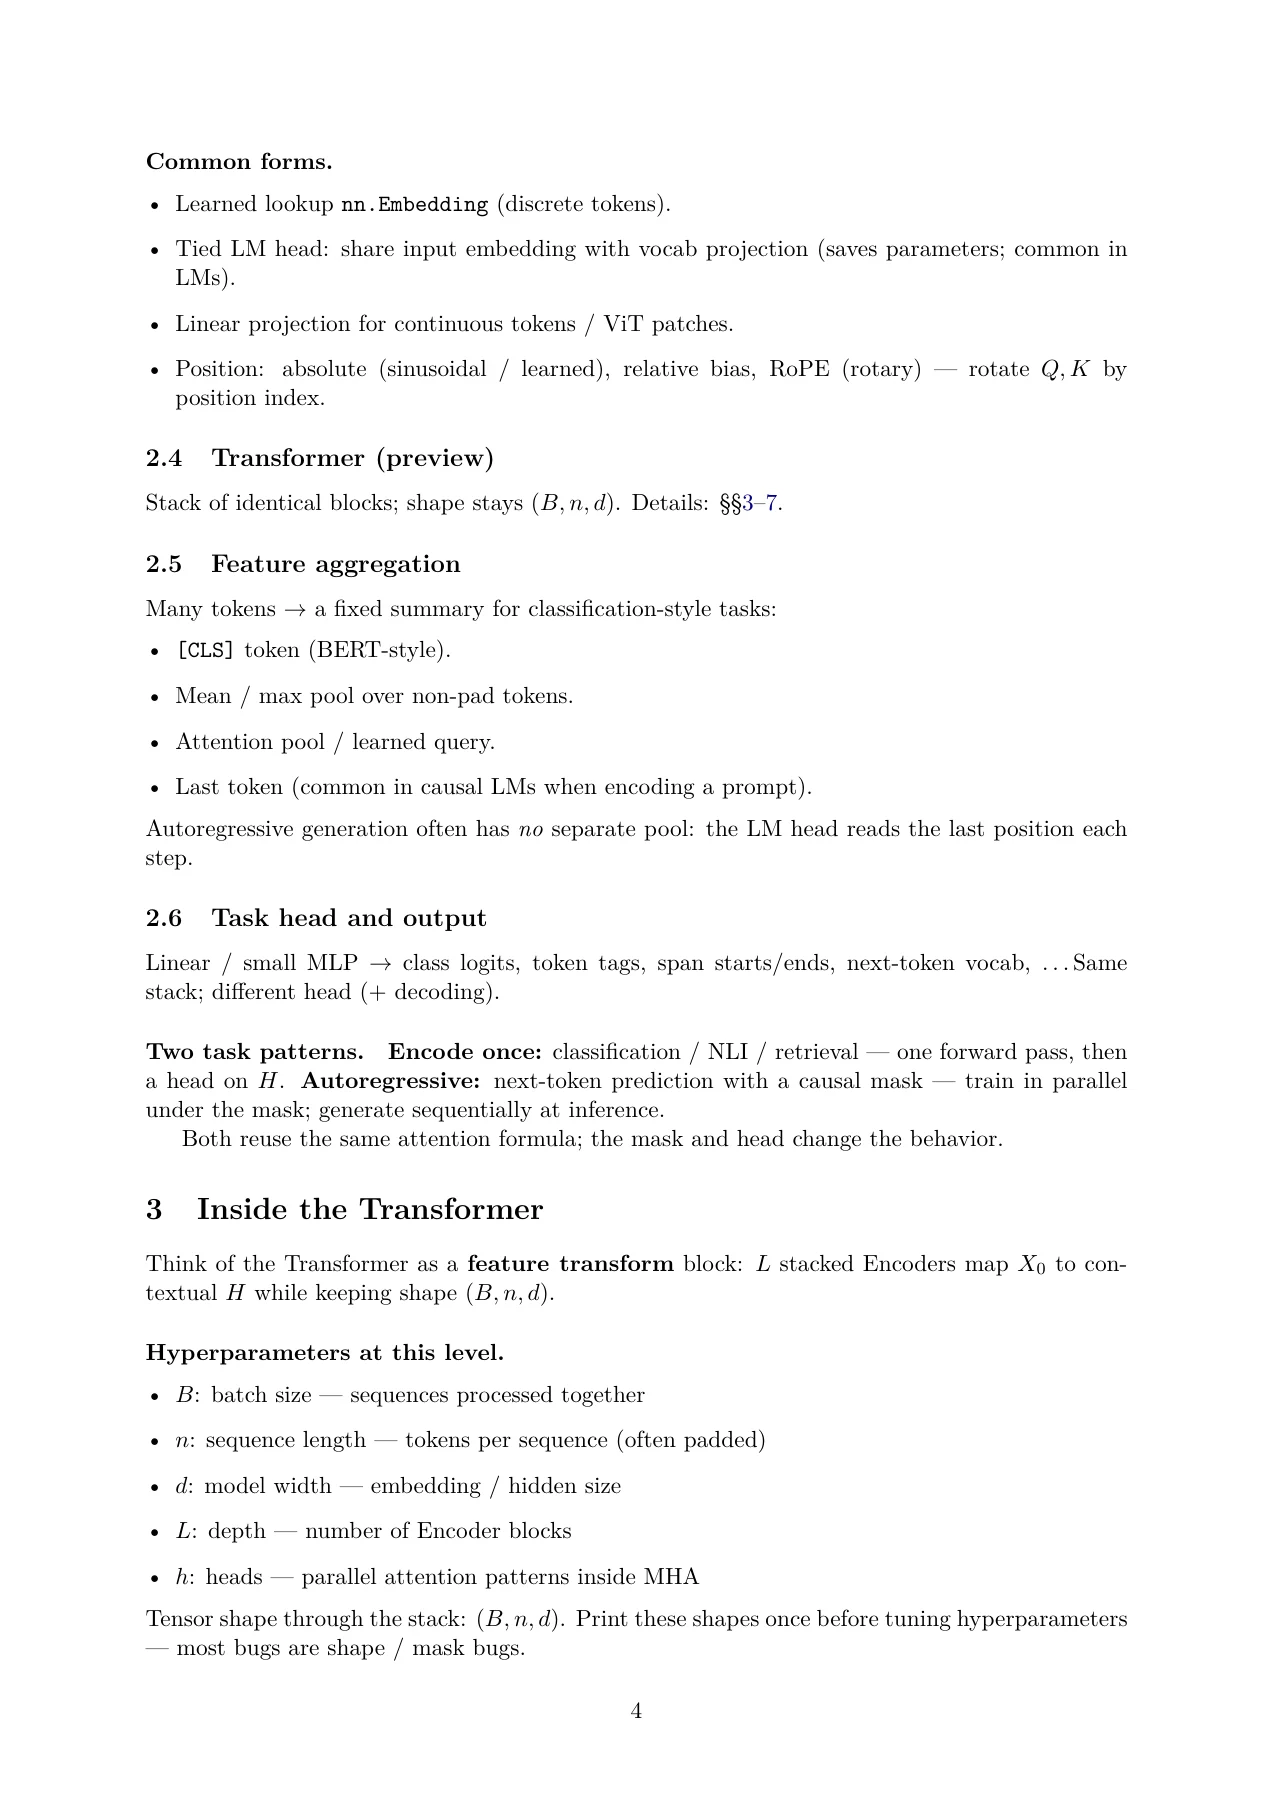 Common forms.
• Learned lookup nn.Embedding (discrete tokens).
• Tied LM head: share input embedding with vocab projection (saves parameters; common in
LMs).
• Linear projection for continuous tokens / ViT patches.
• Position: absolute (sinusoidal / learned), relative bias, RoPE (rotary) — rotate Q, K by
position index.
2.4 Transformer (preview)
Stack of identical blocks; shape stays (B, n, d). Details: §§3–7.
2.5 Feature aggregation
Many tokens → a fixed summary for classification-style tasks:
• [CLS] token (BERT-style).
• Mean / max pool over non-pad tokens.
• Attention pool / learned query.
• Last token (common in causal LMs when encoding a prompt).
Autoregressive generation often has no separate pool: the LM head reads the last position each
step.
2.6 Task head and output
Linear / small MLP → class logits, token tags, span starts/ends, next-token vocab, ...Same
stack; different head (+ decoding).
Two task patterns. Encode once: classification / NLI / retrieval — one forward pass, then
a head on H. Autoregressive: next-token prediction with a causal mask — train in parallel
under the mask; generate sequentially at inference.
Both reuse the same attention formula; the mask and head change the behavior.
3 Inside the Transformer
Think of the Transformer as a feature transform block: L stacked Encoders map X₀ to con-
textual H while keeping shape (B, n, d).
Hyperparameters at this level.
• B: batch size — sequences processed together
• n: sequence length — tokens per sequence (often padded)
• d: model width — embedding / hidden size
• L: depth — number of Encoder blocks
• h: heads — parallel attention patterns inside MHA
Tensor shape through the stack: (B, n, d). Print these shapes once before tuning hyperparameters
— most bugs are shape / mask bugs.
4